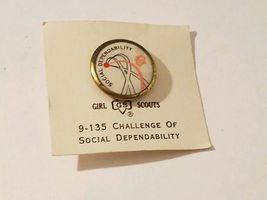 SOCIAL DEPENDABILITY
GIRL GS SCOUTS
®
9-135 CHALLENGE OF
SOCIAL DEPENDABILITY